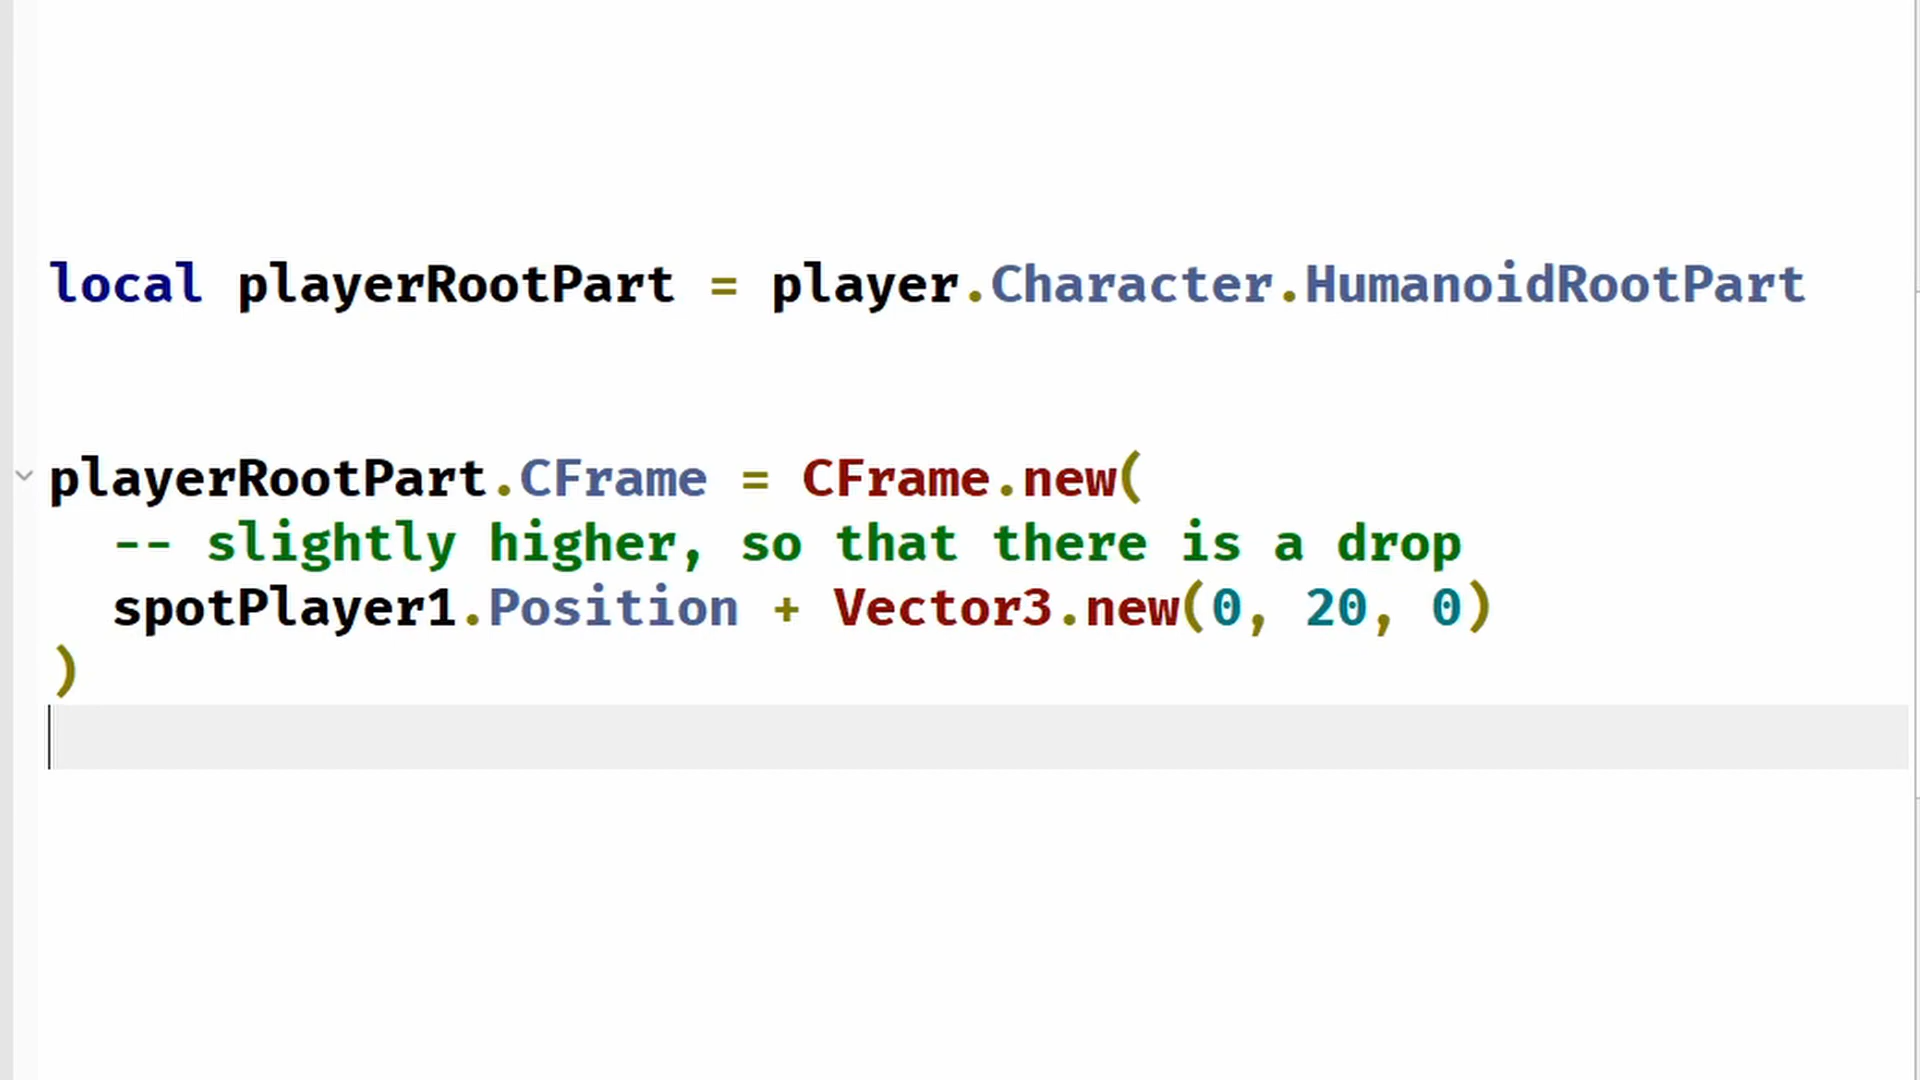 local playerRootPart = player.Character.HumanoidRootPart
playerRootPart.CFrame = CFrame.new(
-- slightly higher, so that there is a drop
spotPlayer1.Position + Vector3.new(0, 20, 0)
)